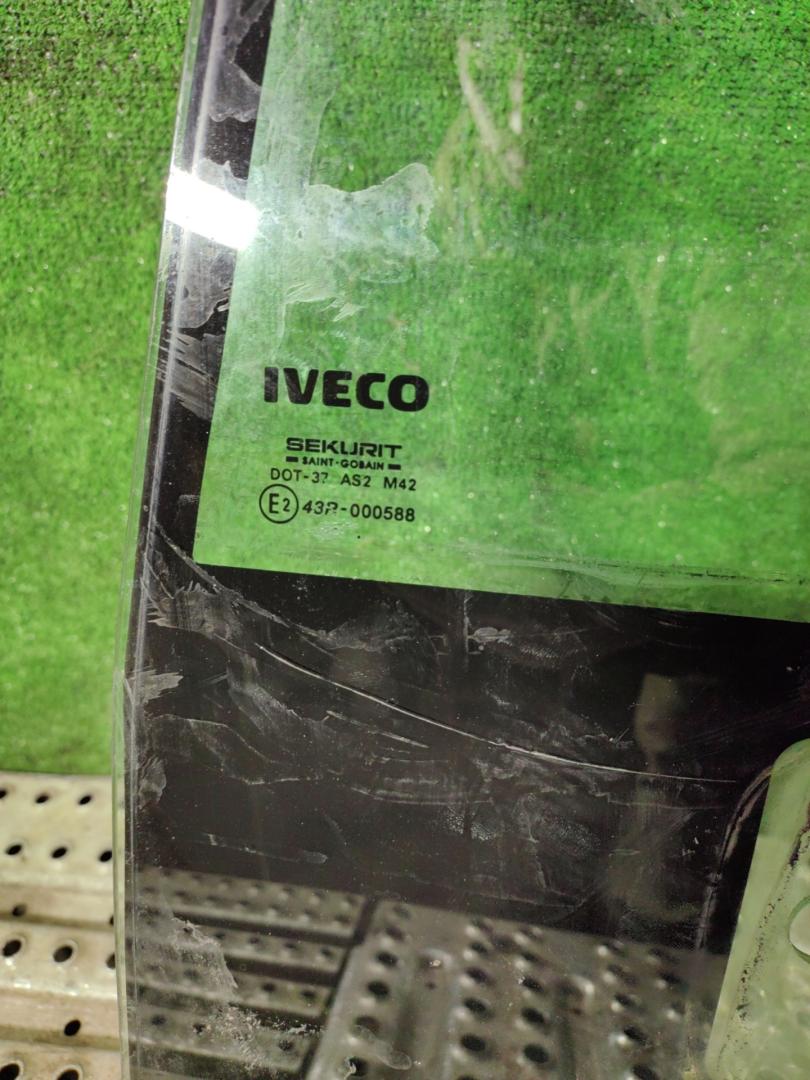 IVECO
SEKURIT
SAINT-GOBAIN
DOT-37 AS2 M42
E2 43R-000588